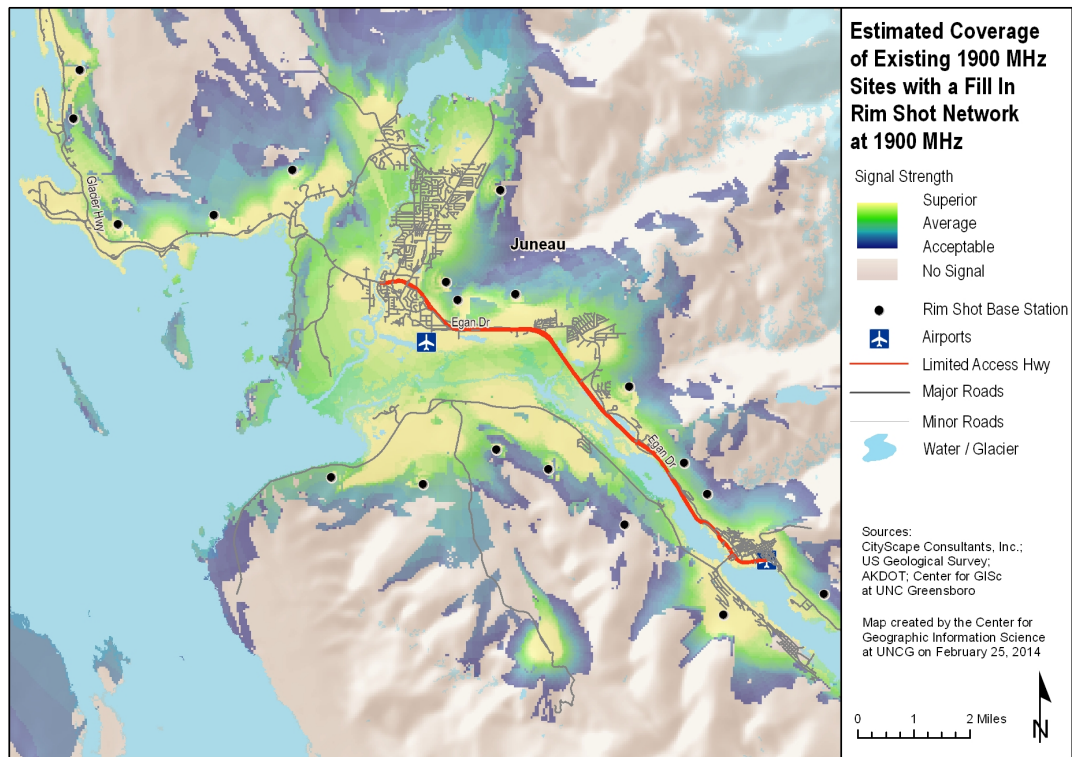 Estimated Coverage
of Existing 1900 MHz
Sites with a Fill In
Rim Shot Network
at 1900 MHz
Signal Strength
Superior
Average
Acceptable
No Signal
Rim Shot Base Station
Airports
Limited Access Hwy
Major Roads
Minor Roads
Water / Glacier
Sources:
CityScape Consultants, Inc.;
US Geological Survey;
AKDOT; Center for GISc
at UNC Greensboro
Map created by the Center for
Geographic Information Science
at UNCG on February 25, 2014
0 1 2 Miles
N
Glacier Hwy
Juneau
Egan Dr
Egan Dr